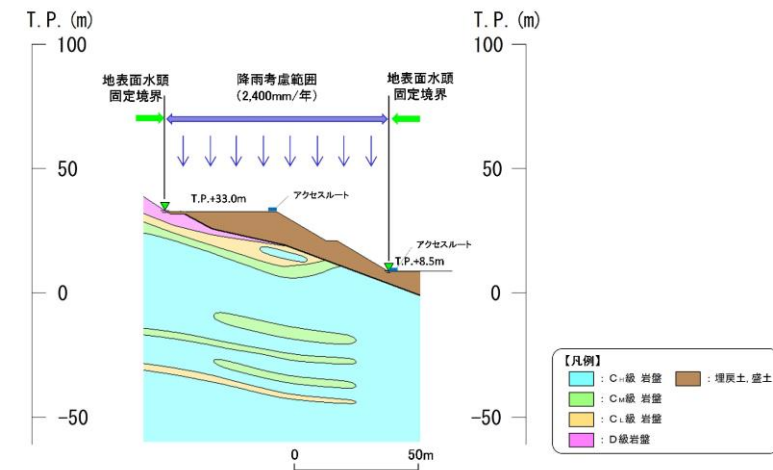 T.P.(m)
T.P.(m)
100
100
地表面水頭
固定境界
降雨考慮範囲
(2,400mm/年)
地表面水頭
固定境界
50
50
T.P.+33.0m
アクセスルート
アクセスルート
T.P.+8.5m
0
0
-50
-50
0
50m
【凡例】
：CH級 岩盤
：埋戻土，盛土
：CM級 岩盤
：CL級 岩盤
：D級岩盤